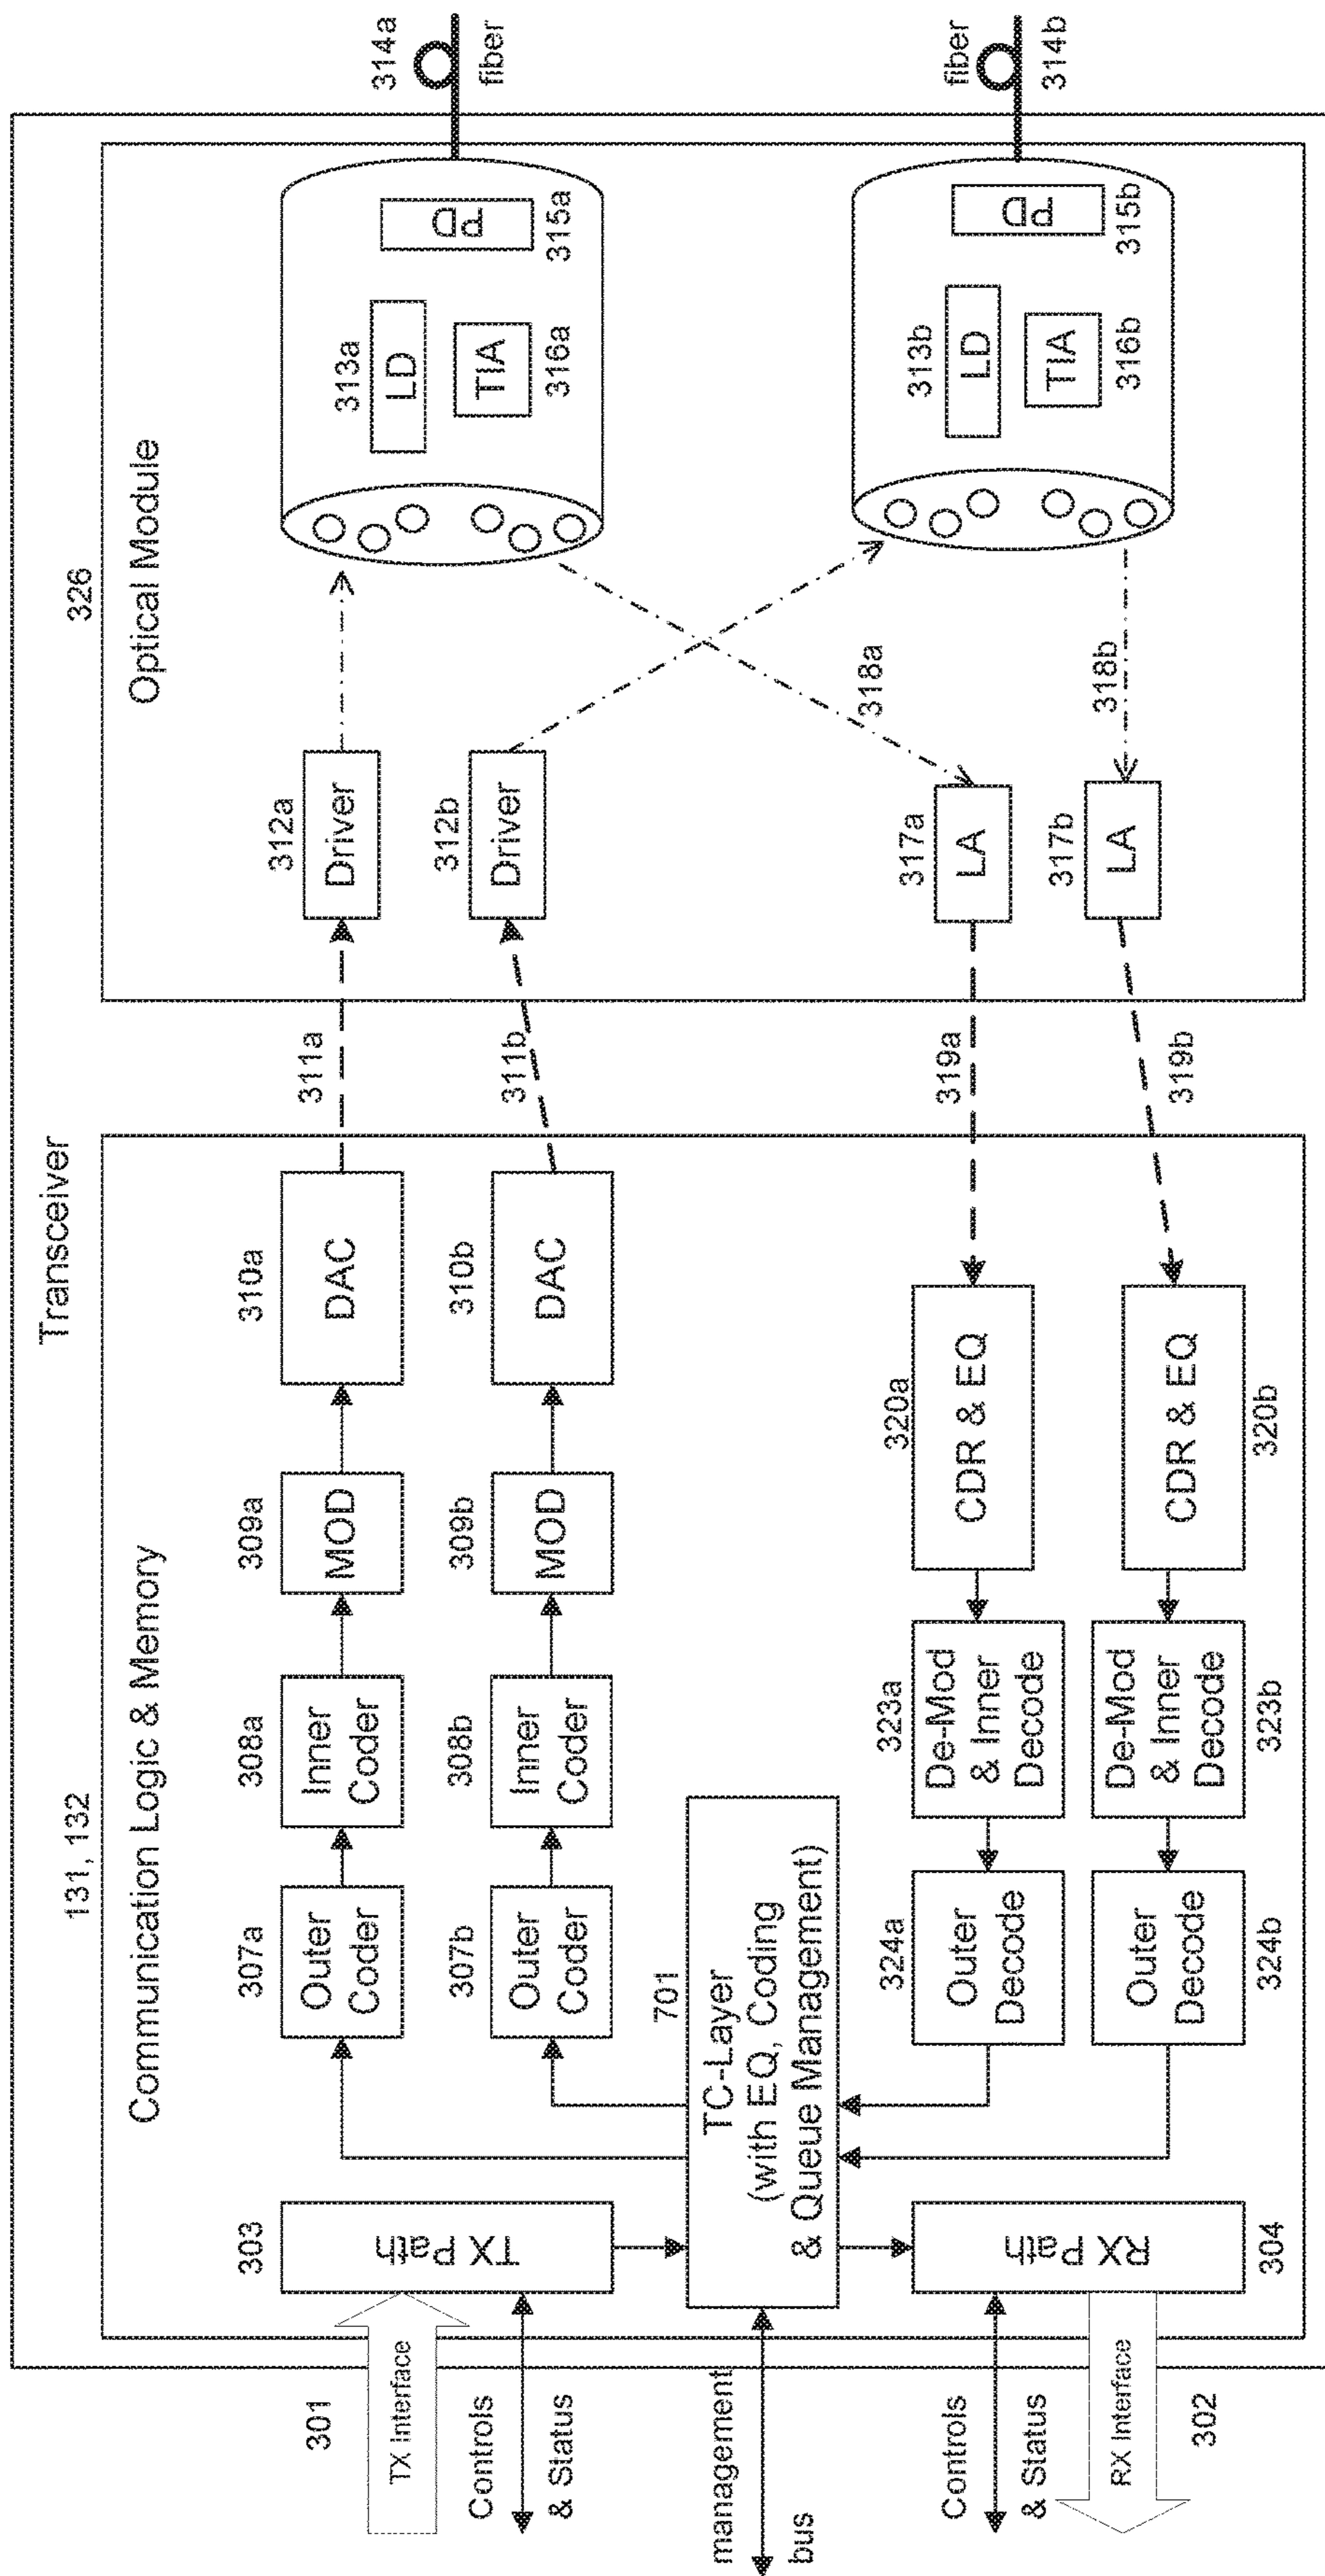 Transceiver
131, 132
Communication Logic & Memory
326
Optical Module
301
TX Interface
Controls
& Status
303
TX Path
307a
Outer
Coder
308a
Inner
Coder
309a
MOD
310a
DAC
311a
312a
Driver
313a
LD
TIA
316a
PD
315a
314a
fiber
307b
Outer
Coder
308b
Inner
Coder
309b
MOD
310b
DAC
311b
312b
Driver
management
bus
701
TC-Layer
(with EQ, Coding
& Queue Management)
318a
Controls
& Status
RX Interface
302
RX Path
304
324a
Outer
Decode
323a
De-Mod
& Inner
Decode
320a
CDR & EQ
319a
317a
LA
313b
LD
TIA
316b
PD
315b
fiber
314b
Outer
Decode
324b
De-Mod
& Inner
Decode
323b
CDR & EQ
320b
319b
317b
LA
318b